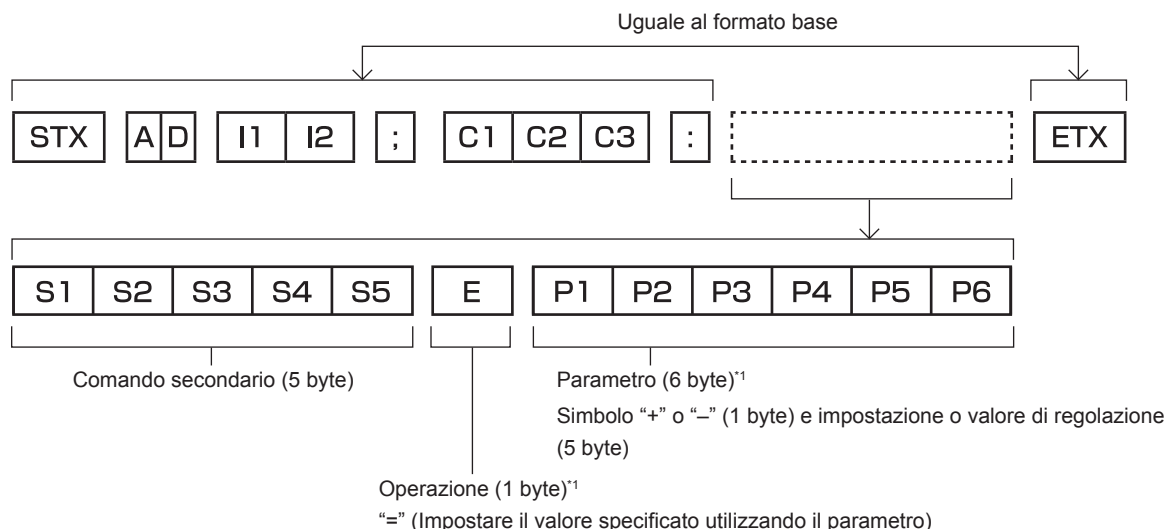 Uguale al formato base
STX A D I1 I2 ; C1 C2 C3 : ETX
S1 S2 S3 S4 S5 E P1 P2 P3 P4 P5 P6
Comando secondario (5 byte)
Parametro (6 byte)*1
Simbolo “+” o “–” (1 byte) e impostazione o valore di regolazione
(5 byte)
Operazione (1 byte)*1
“=” (Impostare il valore specificato utilizzando il parametro)